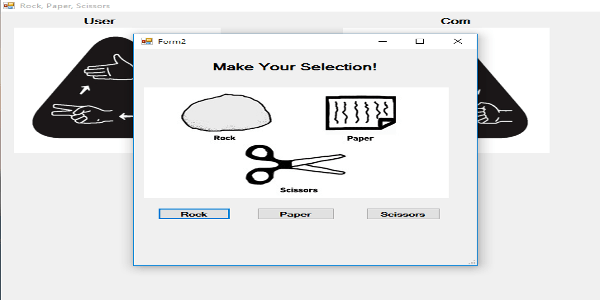 Rock, Paper, Scissors
User
Com
Form2
Make Your Selection!
Rock
Paper
Scissors
Rock
Paper
Scissors